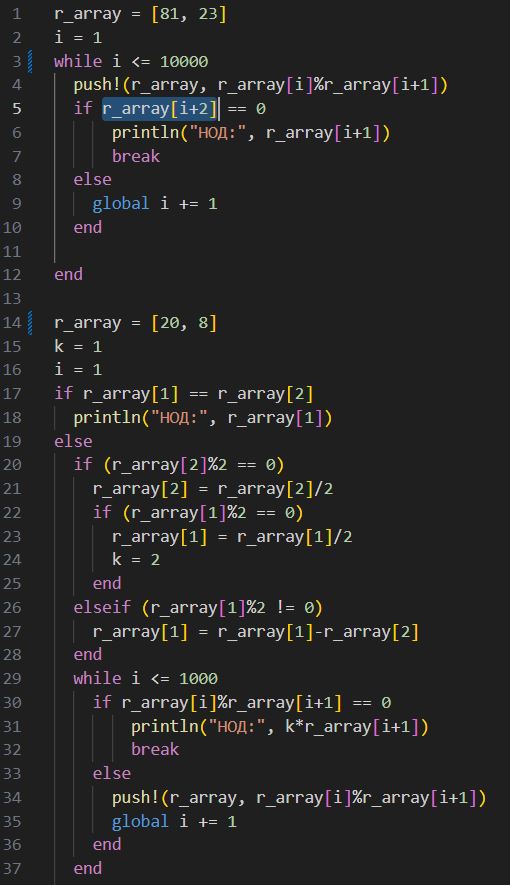 1 r_array = [81, 23]
2 i = 1
3 while i <= 10000
4   push!(r_array, r_array[i]%r_array[i+1])
5   if r_array[i+2] == 0
6       println("НОД:", r_array[i+1])
7       break
8   else
9     global i += 1
10   end
11
12 end
13
14 r_array = [20, 8]
15 k = 1
16 i = 1
17 if r_array[1] == r_array[2]
18   println("НОД:", r_array[1])
19 else
20   if (r_array[2]%2 == 0)
21     r_array[2] = r_array[2]/2
22     if (r_array[1]%2 == 0)
23       r_array[1] = r_array[1]/2
24       k = 2
25     end
26   elseif (r_array[1]%2 != 0)
27     r_array[1] = r_array[1]-r_array[2]
28   end
29   while i <= 1000
30     if r_array[i]%r_array[i+1] == 0
31         println("НОД:", k*r_array[i+1])
32         break
33     else
34       push!(r_array, r_array[i]%r_array[i+1])
35       global i += 1
36     end
37   end